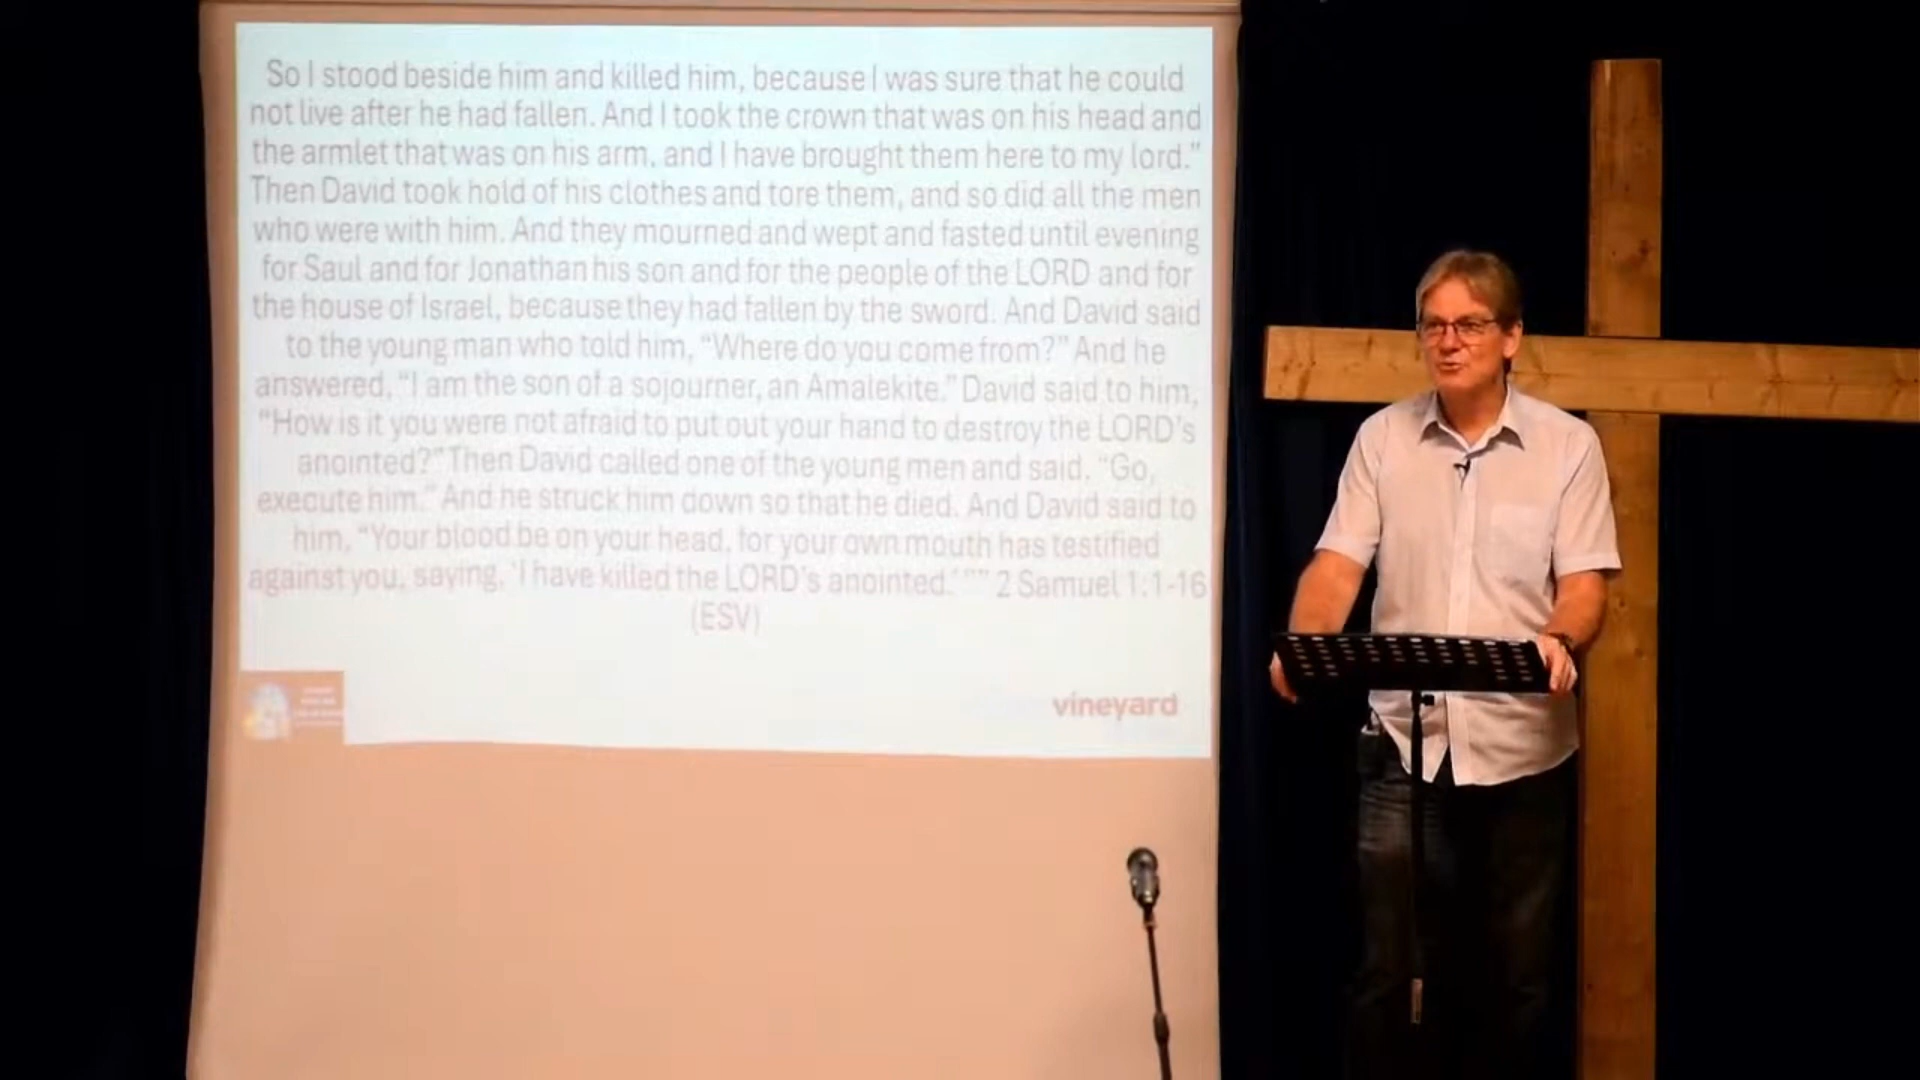 So I stood beside him and killed him, because I was sure that he could
not live after he had fallen. And I took the crown that was on his head and
the armlet that was on his arm, and I have brought them here to my lord.”
Then David took hold of his clothes and tore them, and so did all the men
who were with him. And they mourned and wept and fasted until evening
for Saul and for Jonathan his son and for the people of the LORD and for
the house of Israel, because they had fallen by the sword. And David said
to the young man who told him, “Where do you come from?” And he
answered, “I am the son of a sojourner, an Amalekite.” David said to him,
“How is it you were not afraid to put out your hand to destroy the LORD’s
anointed?” Then David called one of the young men and said, “Go,
execute him.” And he struck him down so that he died. And David said to
him, “Your blood be on your head, for your own mouth has testified
against you, saying, ‘I have killed the LORD’s anointed.’”” 2 Samuel 1:1-16
(ESV)
vineyard